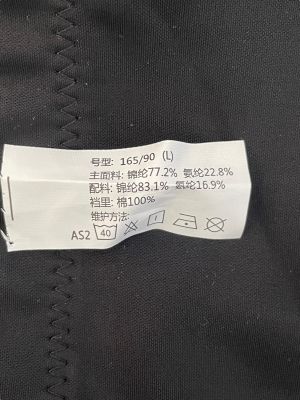 号型: 165/90 (L)
主面料: 锦纶77.2% 氨纶22.8%
配料: 锦纶83.1% 氨纶16.9%
裆里: 棉100%
维护方法:
AS2 40